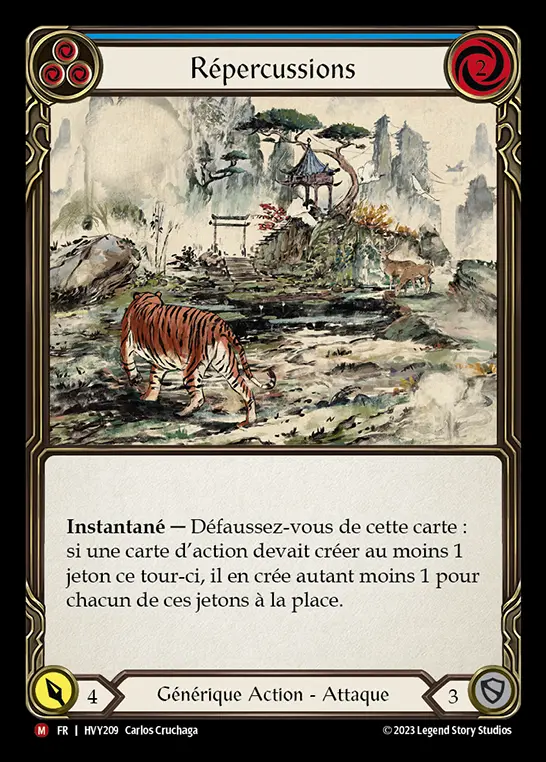 Répercussions
2
Instantané — Défaussez-vous de cette carte :
si une carte d’action devait créer au moins 1
jeton ce tour-ci, il en crée autant moins 1 pour
chacun de ces jetons à la place.
4
Générique Action - Attaque
3
M FR | HVY209 Carlos Cruchaga
© 2023 Legend Story Studios